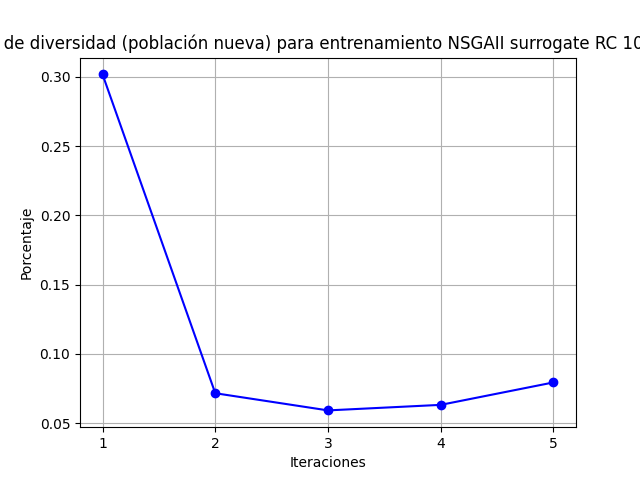 de diversidad (población nueva) para entrenamiento NSGAII surrogate RC 10
0.30
0.25
0.20
0.15
0.10
0.05
Porcentaje
1 2 3 4 5
Iteraciones